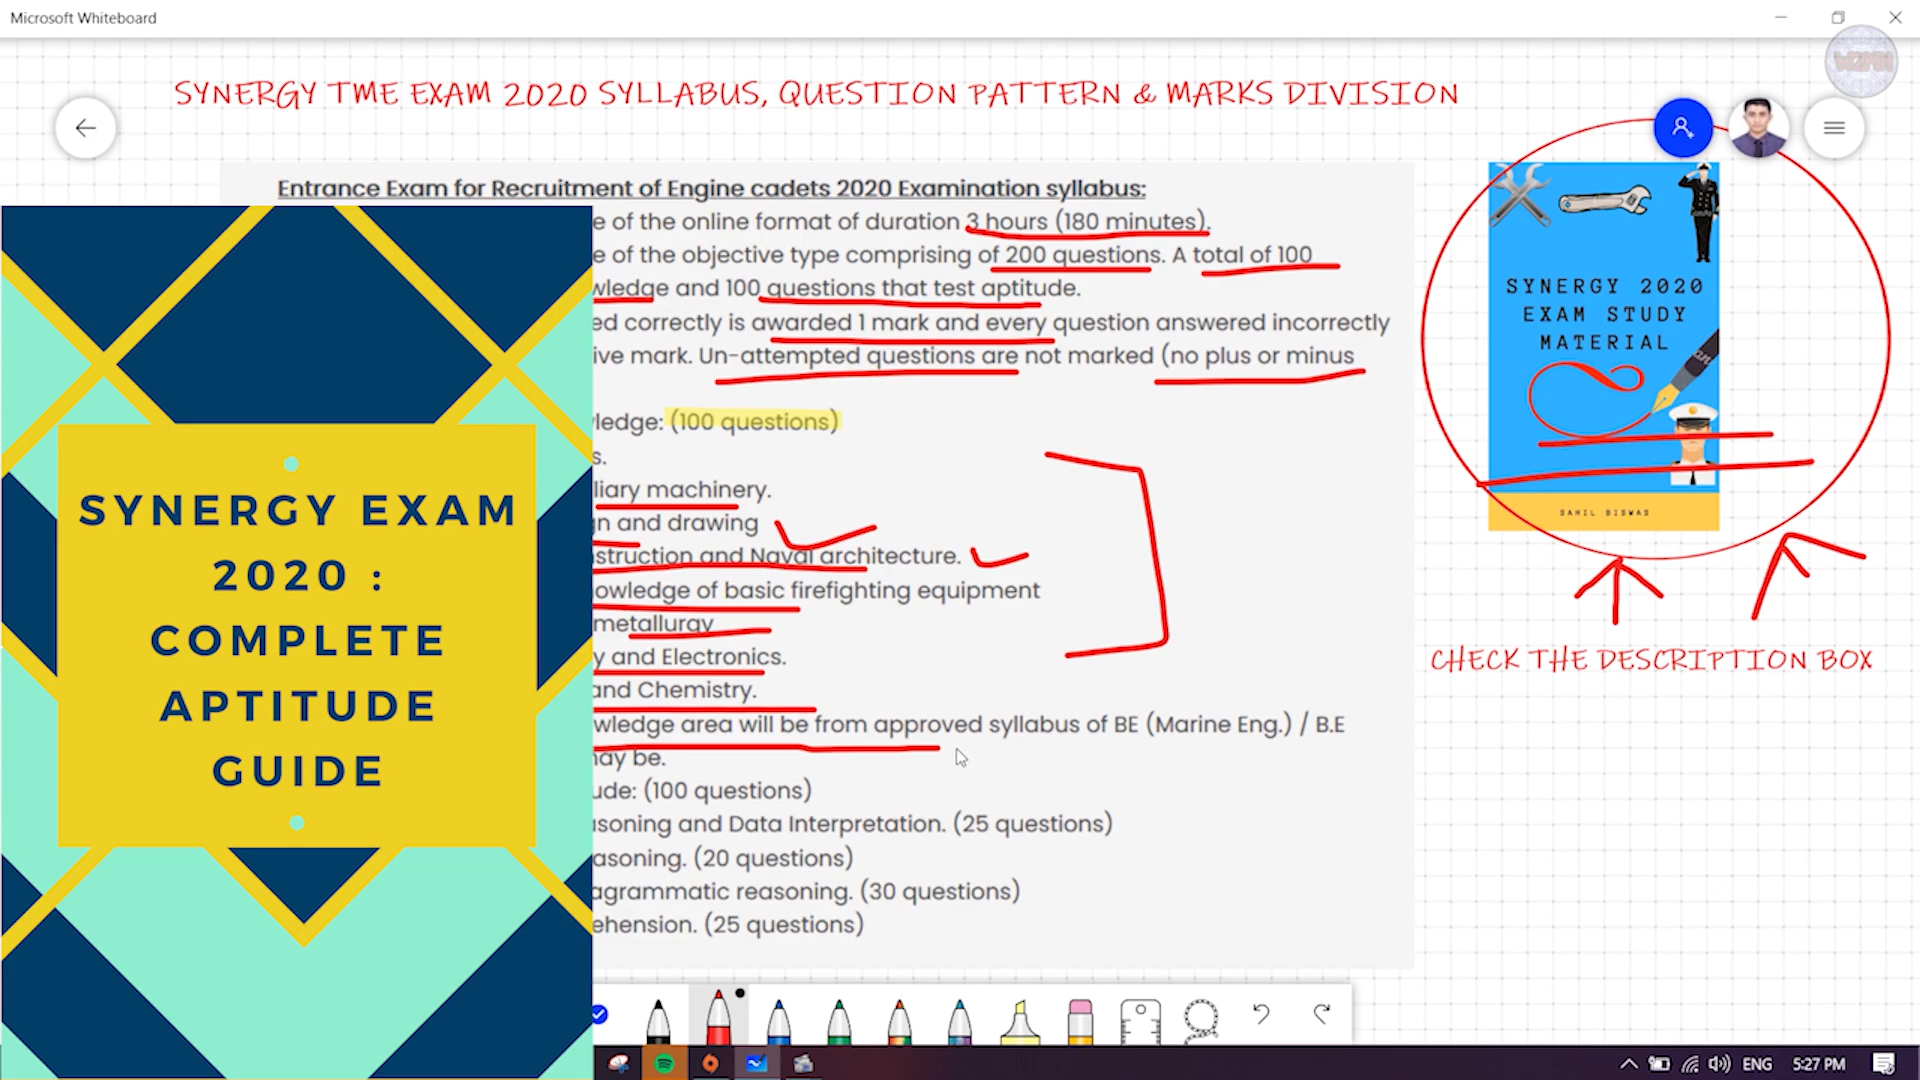 Microsoft Whiteboard
SYNERGY TME EXAM 2020 SYLLABUS, QUESTION PATTERN & MARKS DIVISION
Entrance Exam for Recruitment of Engine cadets 2020 Examination syllabus:
e of the online format of duration 3 hours (180 minutes).
e of the objective type comprising of 200 questions. A total of 100
wledge and 100 questions that test aptitude.
ed correctly is awarded 1 mark and every question answered incorrectly
ive mark. Un-attempted questions are not marked (no plus or minus
ledge: (100 questions)
s.
liary machinery.
gn and drawing
nstruction and Naval architecture.
owledge of basic firefighting equipment
metallurgy
y and Electronics.
and Chemistry.
wledge area will be from approved syllabus of BE (Marine Eng.) / B.E
may be.
ude: (100 questions)
asoning and Data Interpretation. (25 questions)
asoning. (20 questions)
agrammatic reasoning. (30 questions)
ehension. (25 questions)
SYNERGY EXAM
2020 :
COMPLETE
APTITUDE
GUIDE
SYNERGY 2020
EXAM STUDY
MATERIAL
SAHIL BISWAS
CHECK THE DESCRIPTION BOX
ENG
5:27 PM